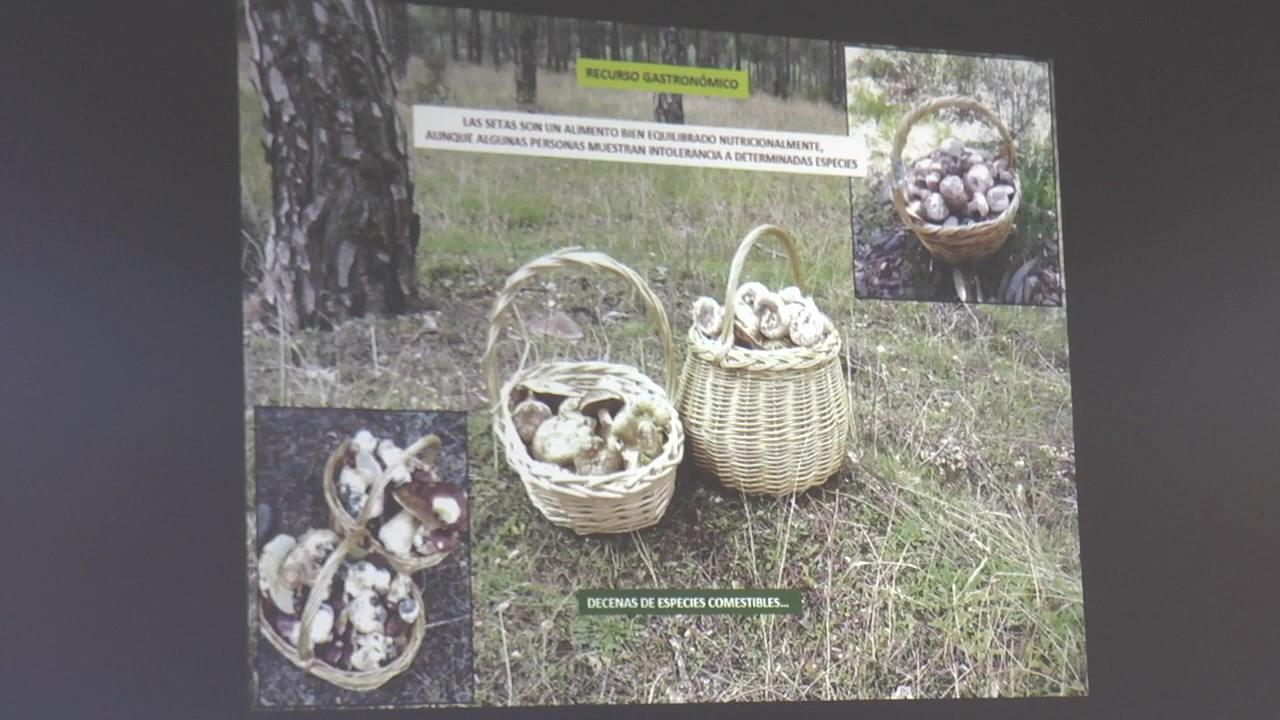 RECURSO GASTRONÓMICO
LAS SETAS SON UN ALIMENTO BIEN EQUILIBRADO NUTRICIONALMENTE,
AUNQUE ALGUNAS PERSONAS MUESTRAN INTOLERANCIA A DETERMINADAS ESPECIES
DECENAS DE ESPECIES COMESTIBLES...